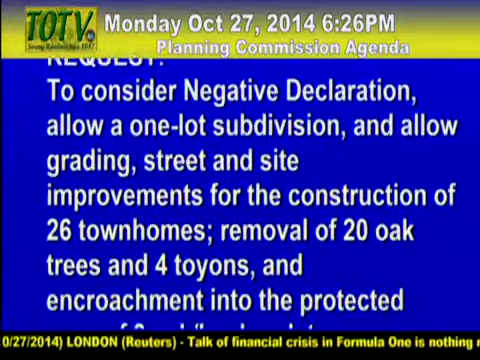 TOTV
Monday Oct 27, 2014 6:26PM
Planning Commission Agenda
REQUEST:
To consider Negative Declaration,
allow a one-lot subdivision, and allow
grading, street and site
improvements for the construction of
26 townhomes; removal of 20 oak
trees and 4 toyons, and
encroachment into the protected
0/27/2014) LONDON (Reuters) - Talk of financial crisis in Formula One is nothing